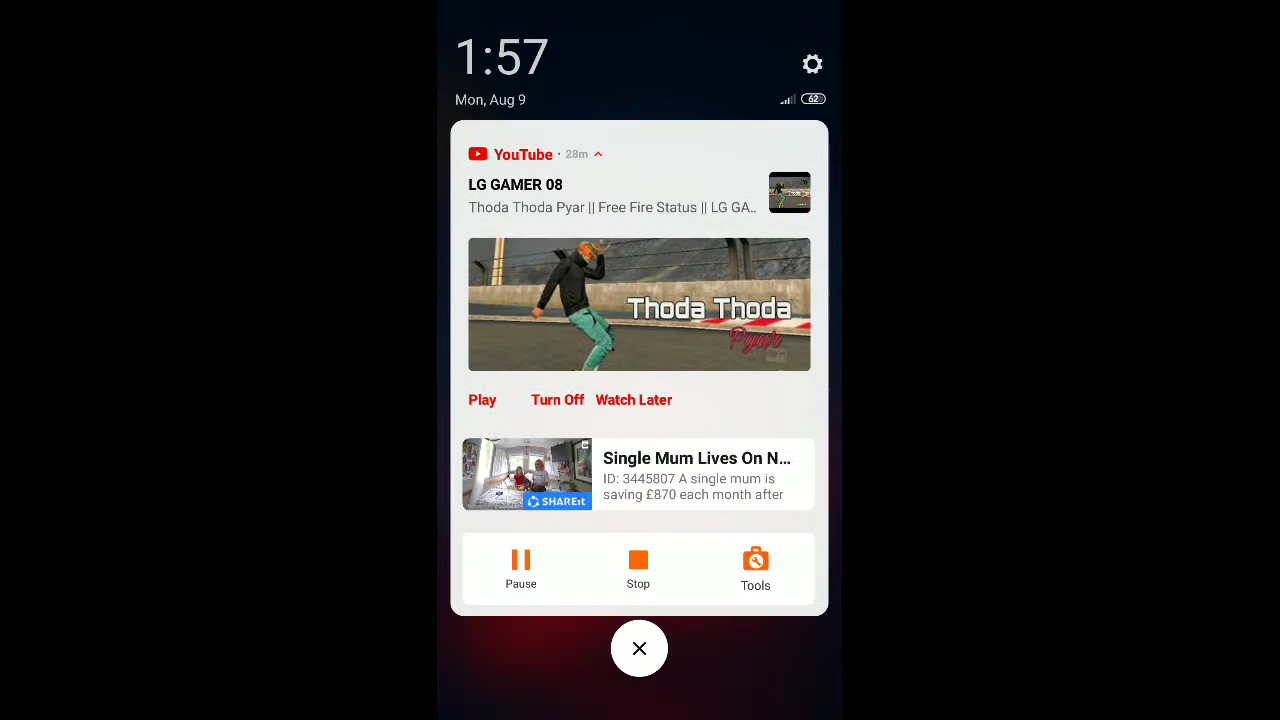 1:57
Mon, Aug 9
62
YouTube · 28m
LG GAMER 08
Thoda Thoda Pyar || Free Fire Status || LG GA..
Thoda Thoda
Pyar
Play Turn Off Watch Later
Single Mum Lives On N...
ID: 3445807 A single mum is
saving £870 each month after
SHAREit
Pause Stop Tools